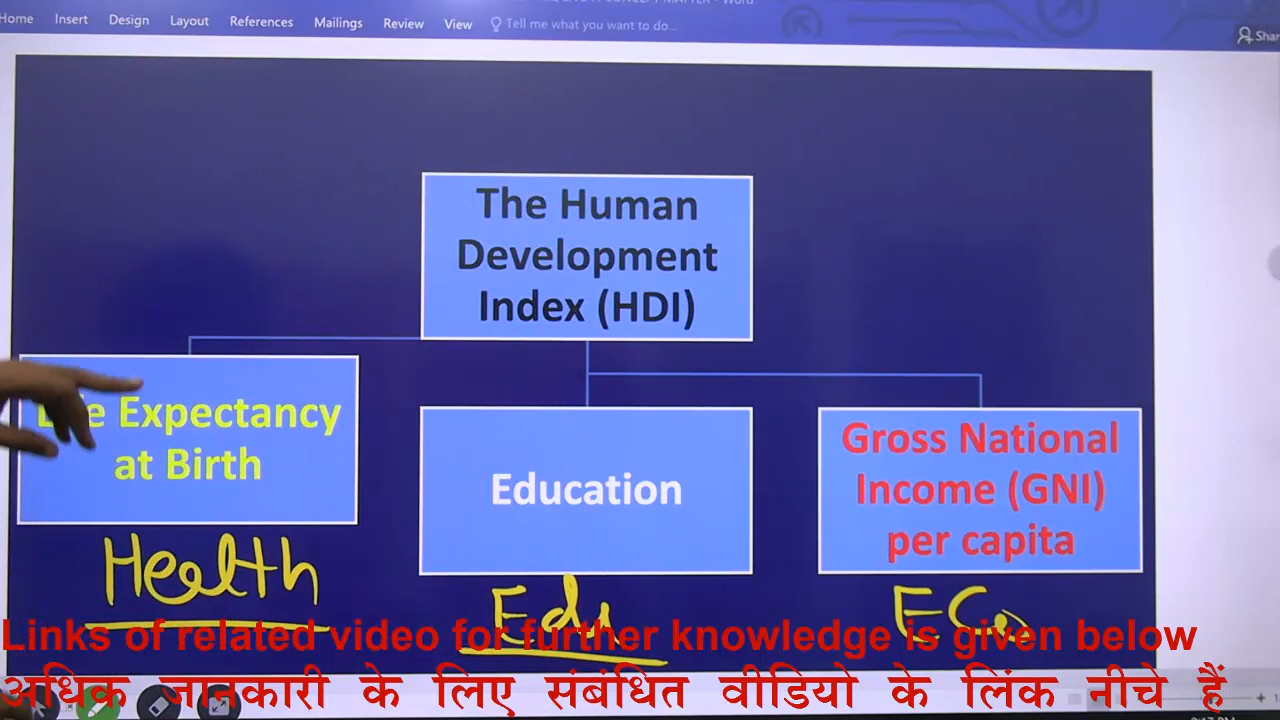 Home Insert Design Layout References Mailings Review View Tell me what you want to do...
The Human
Development
Index (HDI)
Expectancy
at Birth
Education
Gross National
Income (GNI)
per capita
Health
Edu
ECo
Links of related video for further knowledge is given below
अधिक जानकारी के लिए संबंधित वीडियो के लिंक नीचे हैं